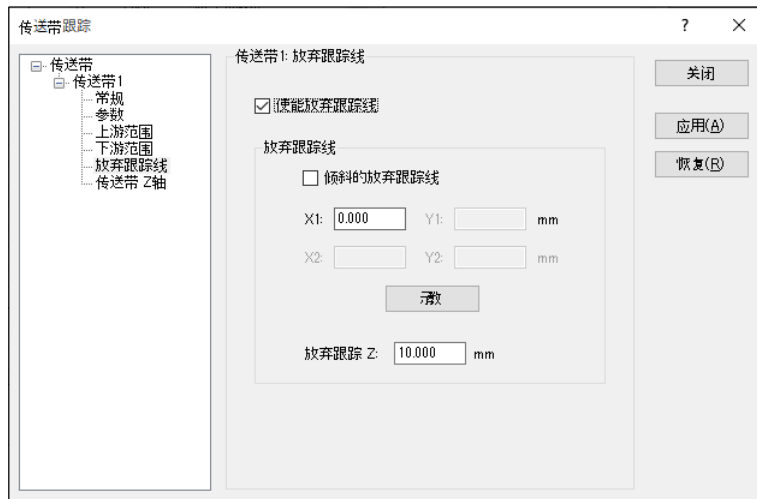 传送带跟踪
传送带
传送带1
常规
参数
上游范围
下游范围
放弃跟踪线
传送带 Z轴
传送带1: 放弃跟踪线
使能放弃跟踪线
放弃跟踪线
倾斜的放弃跟踪线
X1: 0.000 Y1: mm
X2: Y2: mm
示教
放弃跟踪 Z: 10.000 mm
关闭
应用(A)
恢复(R)